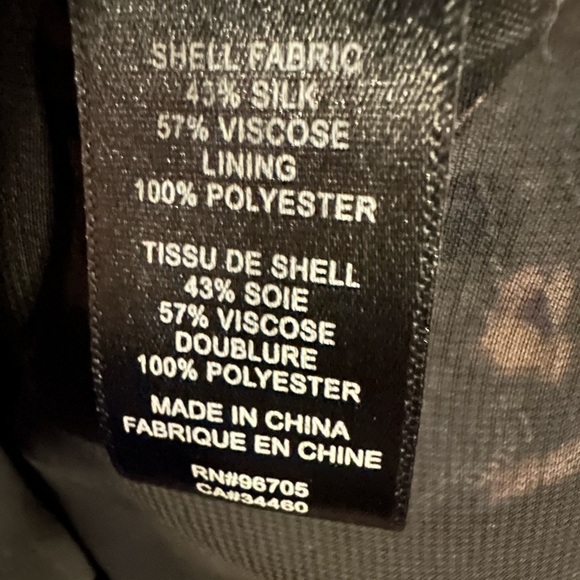 SHELL FABRIC
43% SILK
57% VISCOSE
LINING
100% POLYESTER
TISSU DE SHELL
43% SOIE
57% VISCOSE
DOUBLURE
100% POLYESTER
MADE IN CHINA
FABRIQUE EN CHINE
RN#96705
CA#34460